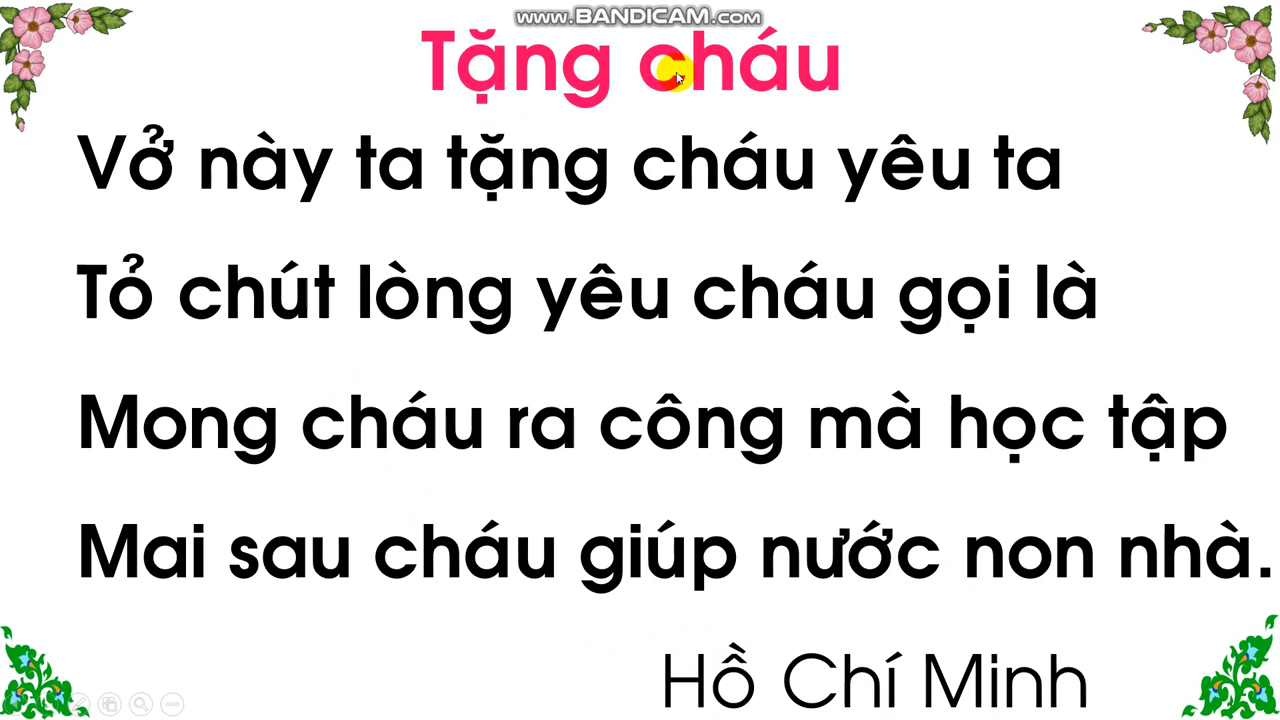 www.BANDICAM.com
Tặng cháu
Vở này ta tặng cháu yêu ta
Tỏ chút lòng yêu cháu gọi là
Mong cháu ra công mà học tập
Mai sau cháu giúp nước non nhà.
Hồ Chí Minh